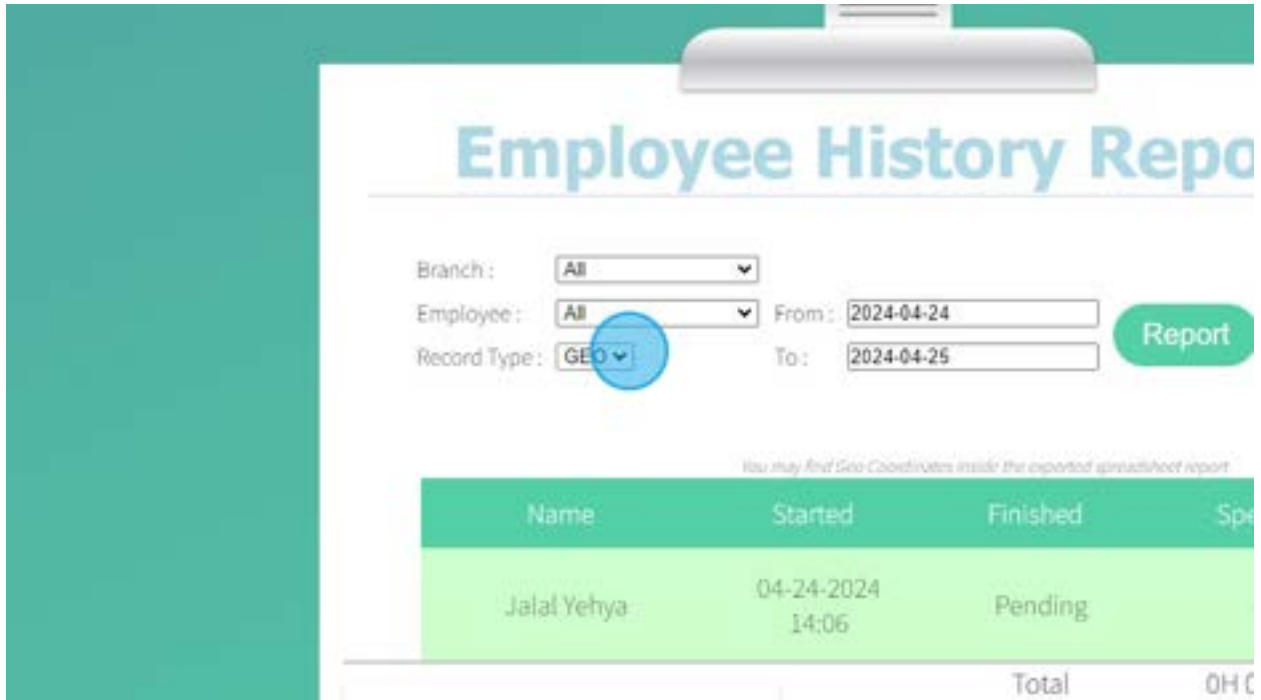 Employee History Repo
Branch : All
Employee : All From : 2024-04-24 Report
Record Type : GEO To : 2024-04-25
You may find Geo Coordinates inside the exported spreadsheet report
Name Started Finished Spe
Jalal Yehya 04-24-2024 14:06 Pending
Total 0H 0